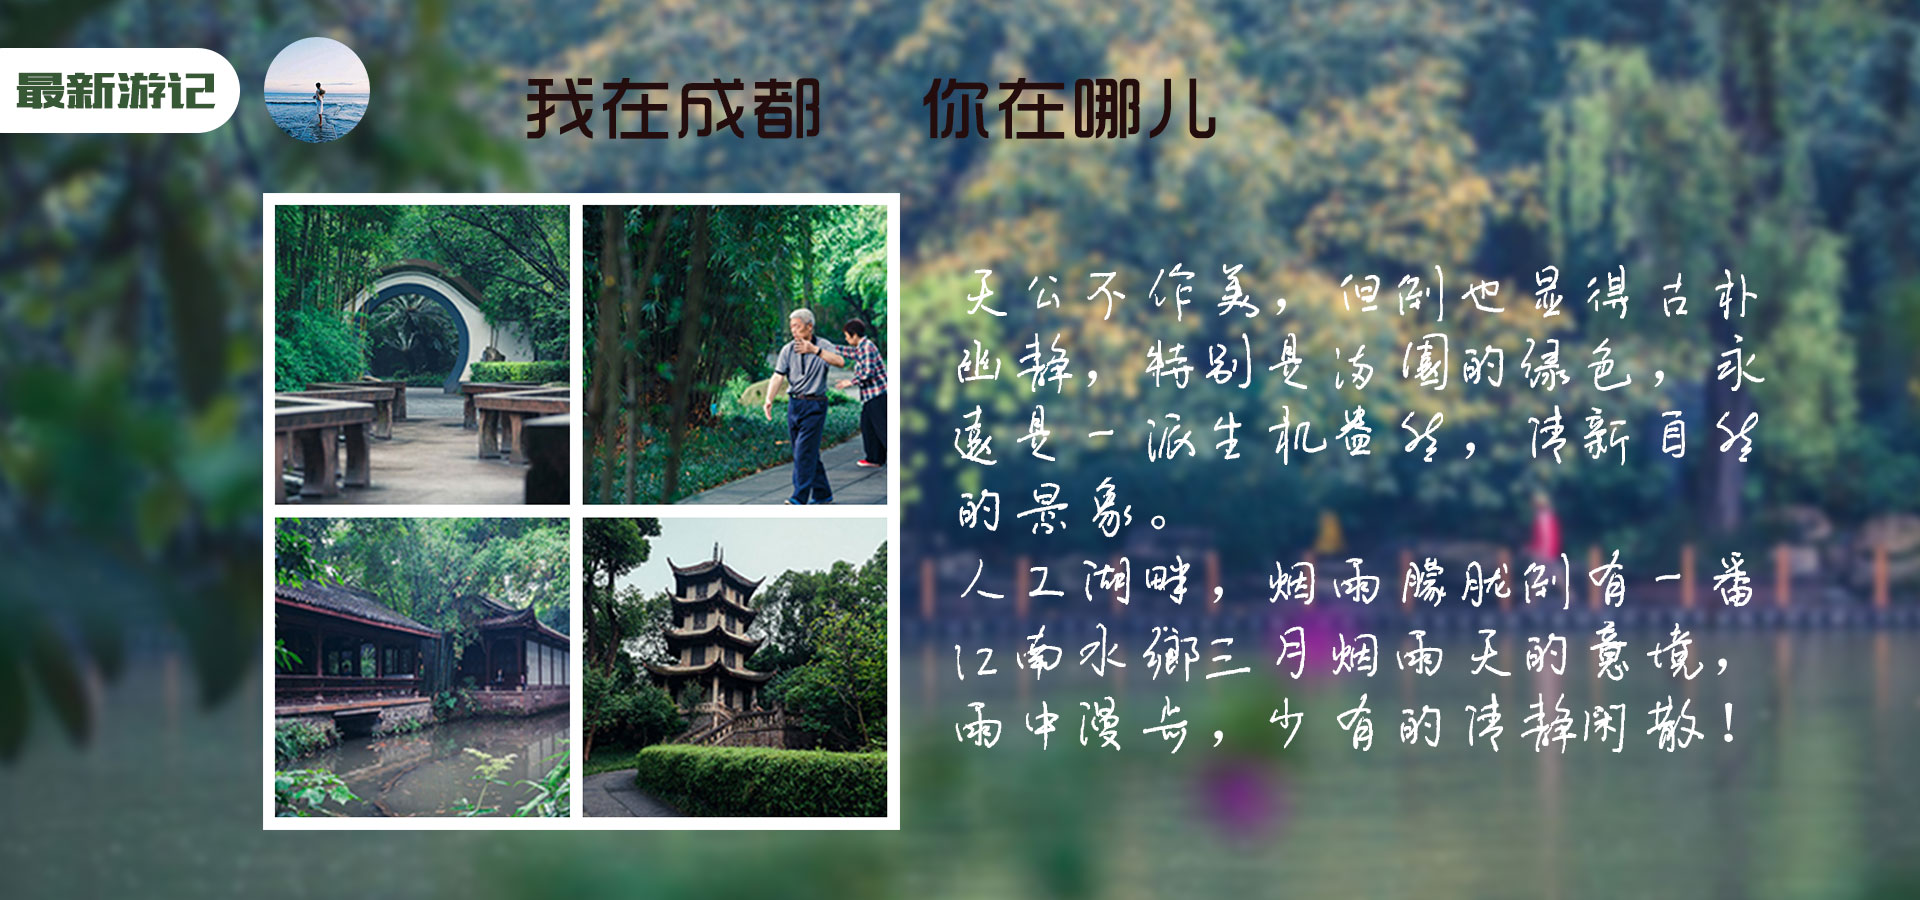 最新游记
我在成都 你在哪儿
天公不作美，但倒也显得古朴
幽静，特别是满園的绿色，永
遠是一派生机盎然，清新自然
的景象。
人工湖畔，烟雨朦胧倒有一番
江南水鄉三月烟雨天的意境，
雨中漫步，少有的清静闲散！